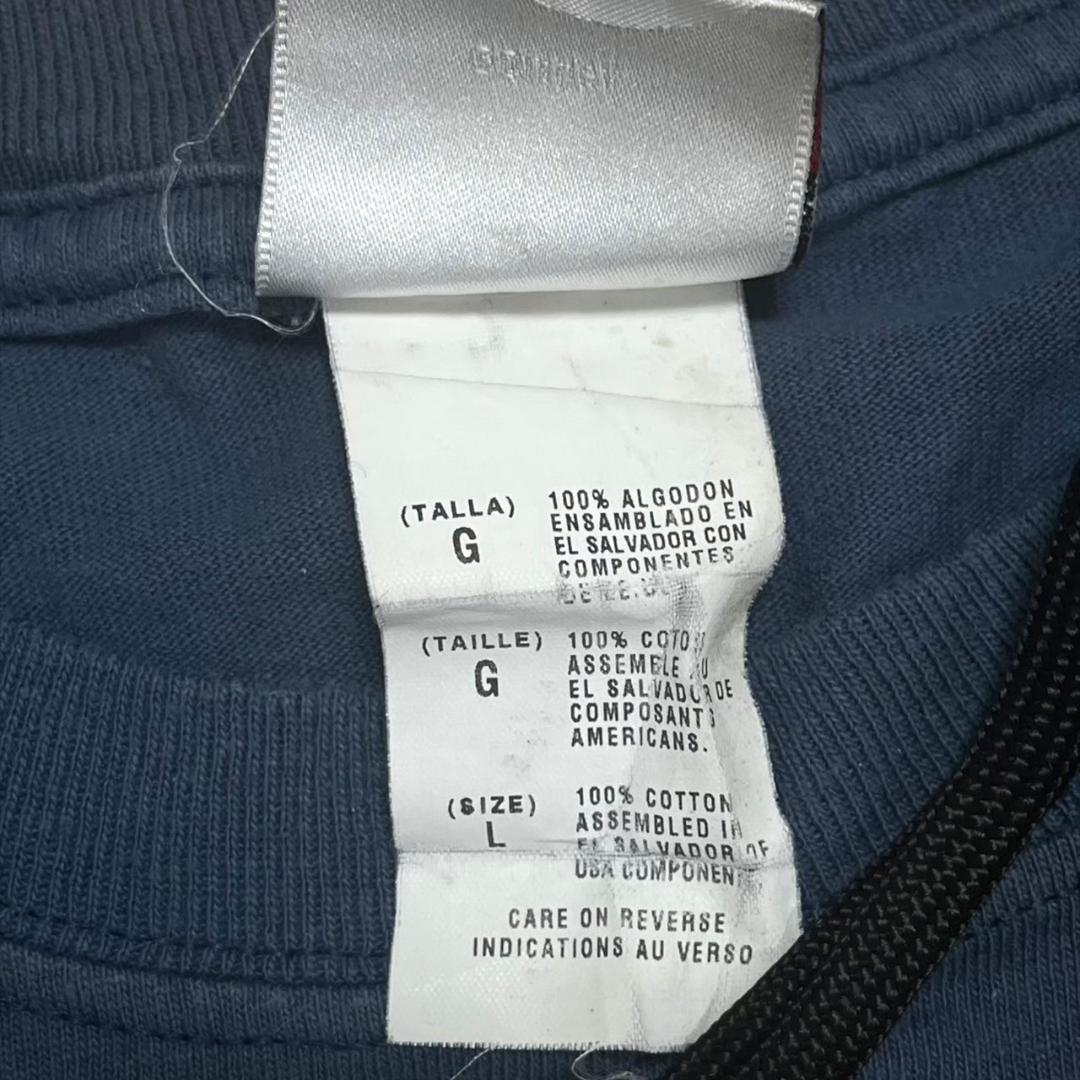 (TALLA)
G
100% ALGODON
ENSAMBLADO EN
EL SALVADOR CON
COMPONENTES
(TAILLE)
G
100% COTO
ASSEMBLE
EL SALVADOR DE
COMPOSANTS
AMERICANS.
(SIZE)
L
100% COTTON
ASSEMBLED IN
EL SALVADOR OF
USA COMPONEN
CARE ON REVERSE
INDICATIONS AU VERSO